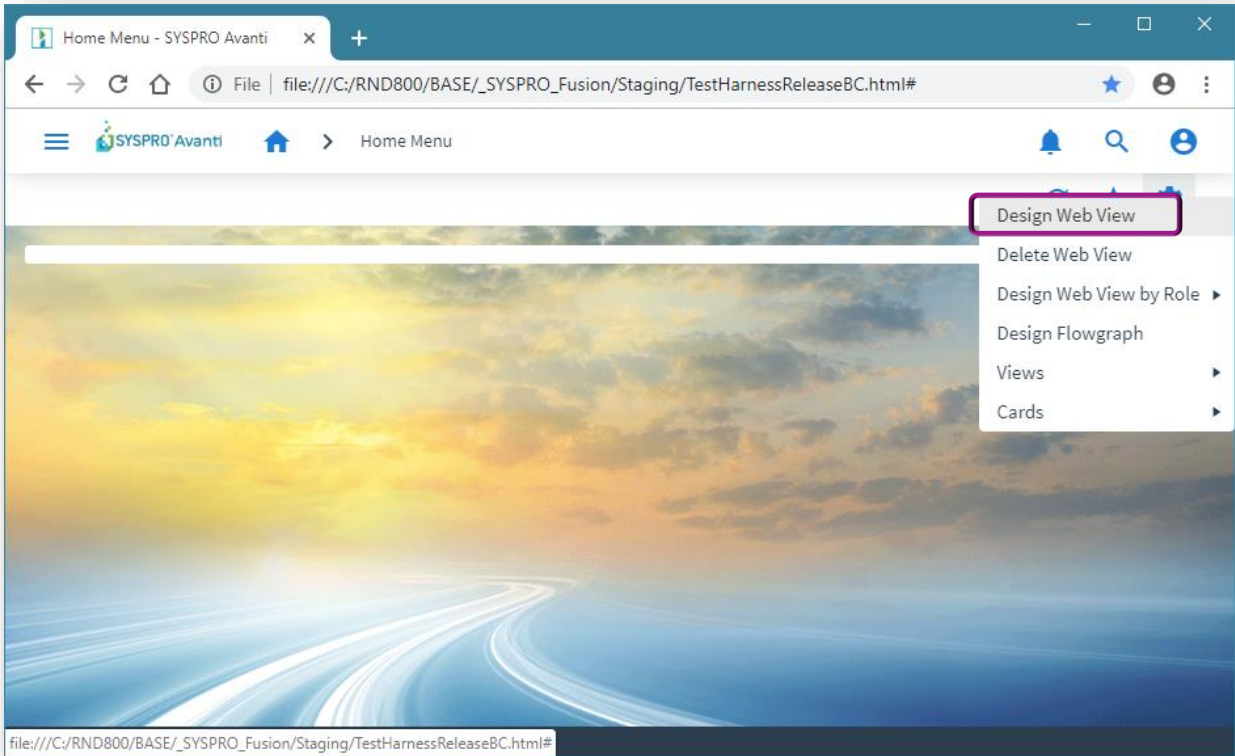 Home Menu - SYSPRO Avanti
File | file:///C:/RND800/BASE/_SYSPRO_Fusion/Staging/TestHarnessReleaseBC.html#
SYSPRO Avanti
Home Menu
Design Web View
Delete Web View
Design Web View by Role
Design Flowgraph
Views
Cards
file:///C:/RND800/BASE/_SYSPRO_Fusion/Staging/TestHarnessReleaseBC.html#